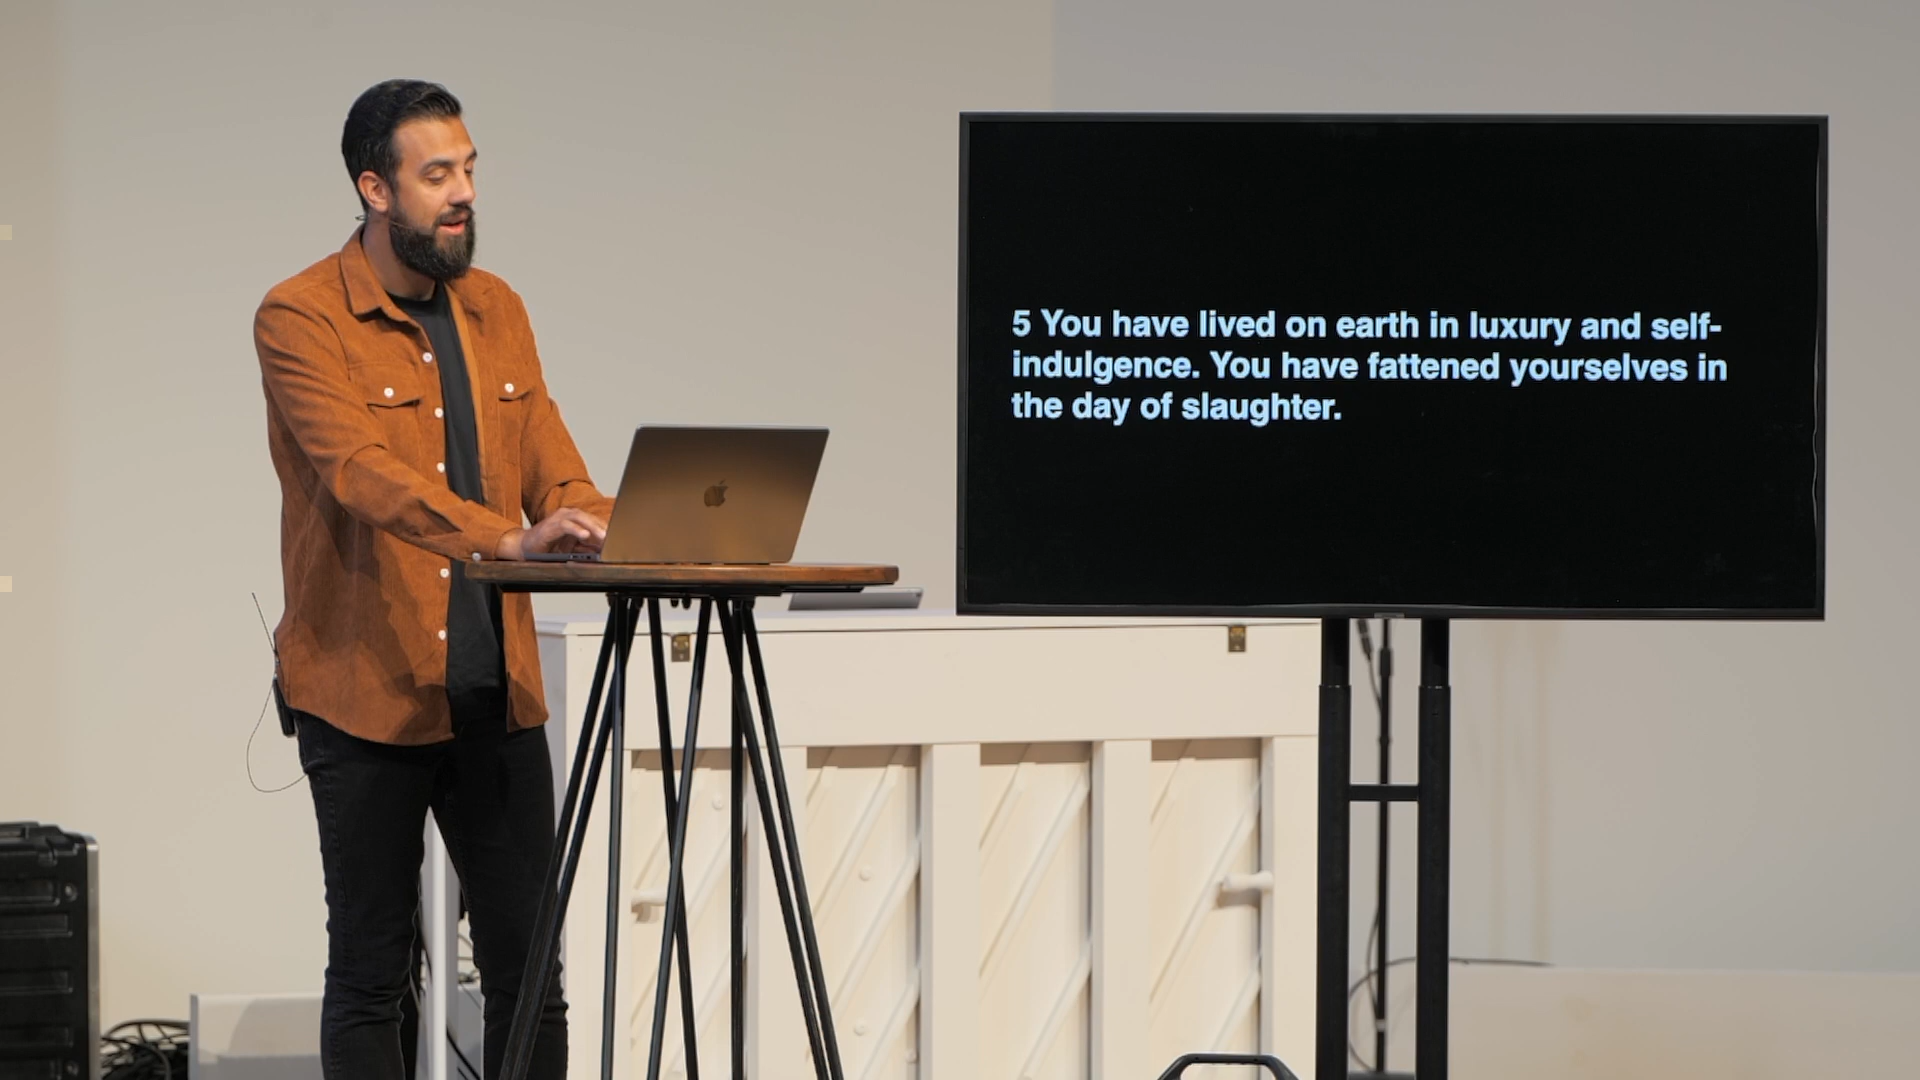 5 You have lived on earth in luxury and self-
indulgence. You have fattened yourselves in
the day of slaughter.